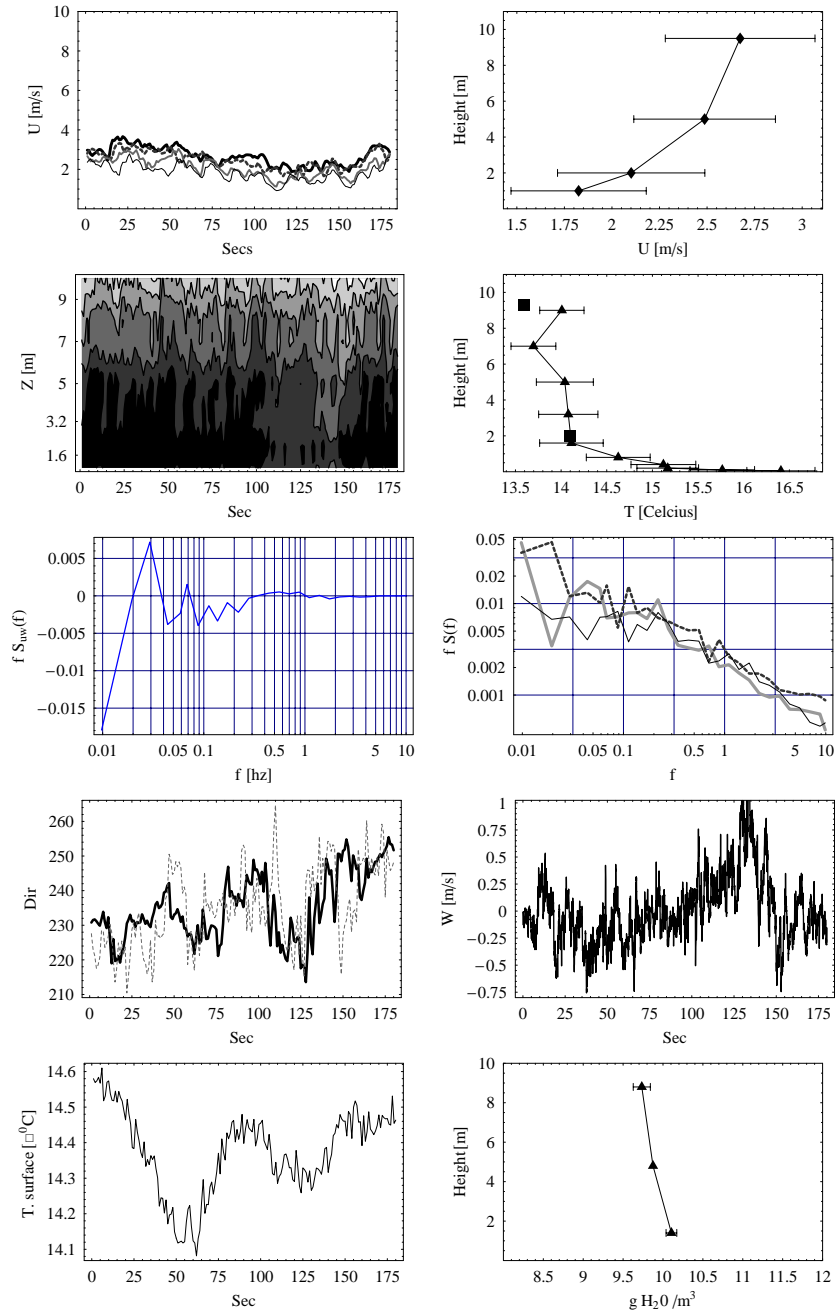 10
8
6
4
2
U [m/s]
0 25 50 75 100 125 150 175
Secs
10
8
6
4
2
Height [m]
1.5 1.75 2 2.25 2.5 2.75 3
U [m/s]
9
7
5
3.2
1.6
Z [m]
0 25 50 75 100 125 150 175
Sec
10
8
6
4
2
Height [m]
13.5 14 14.5 15 15.5 16 16.5
T [Celcius]
0.005
0
−0.005
−0.01
−0.015
f Suw(f)
0.01 0.05 0.1 0.5 1 5 10
f [hz]
0.05
0.02
0.01
0.005
0.002
0.001
f S(f)
0.01 0.05 0.1 0.5 1 5 10
f
260
250
240
230
220
210
Dir
0 25 50 75 100 125 150 175
Sec
1
0.75
0.5
0.25
0
−0.25
−0.5
−0.75
W [m/s]
0 25 50 75 100 125 150 175
Sec
14.6
14.5
14.4
14.3
14.2
14.1
T. surface [□⁰C]
0 25 50 75 100 125 150 175
Sec
10
8
6
4
2
Height [m]
8.5 9 9.5 10 10.5 11 11.5 12
g H₂0 /m³